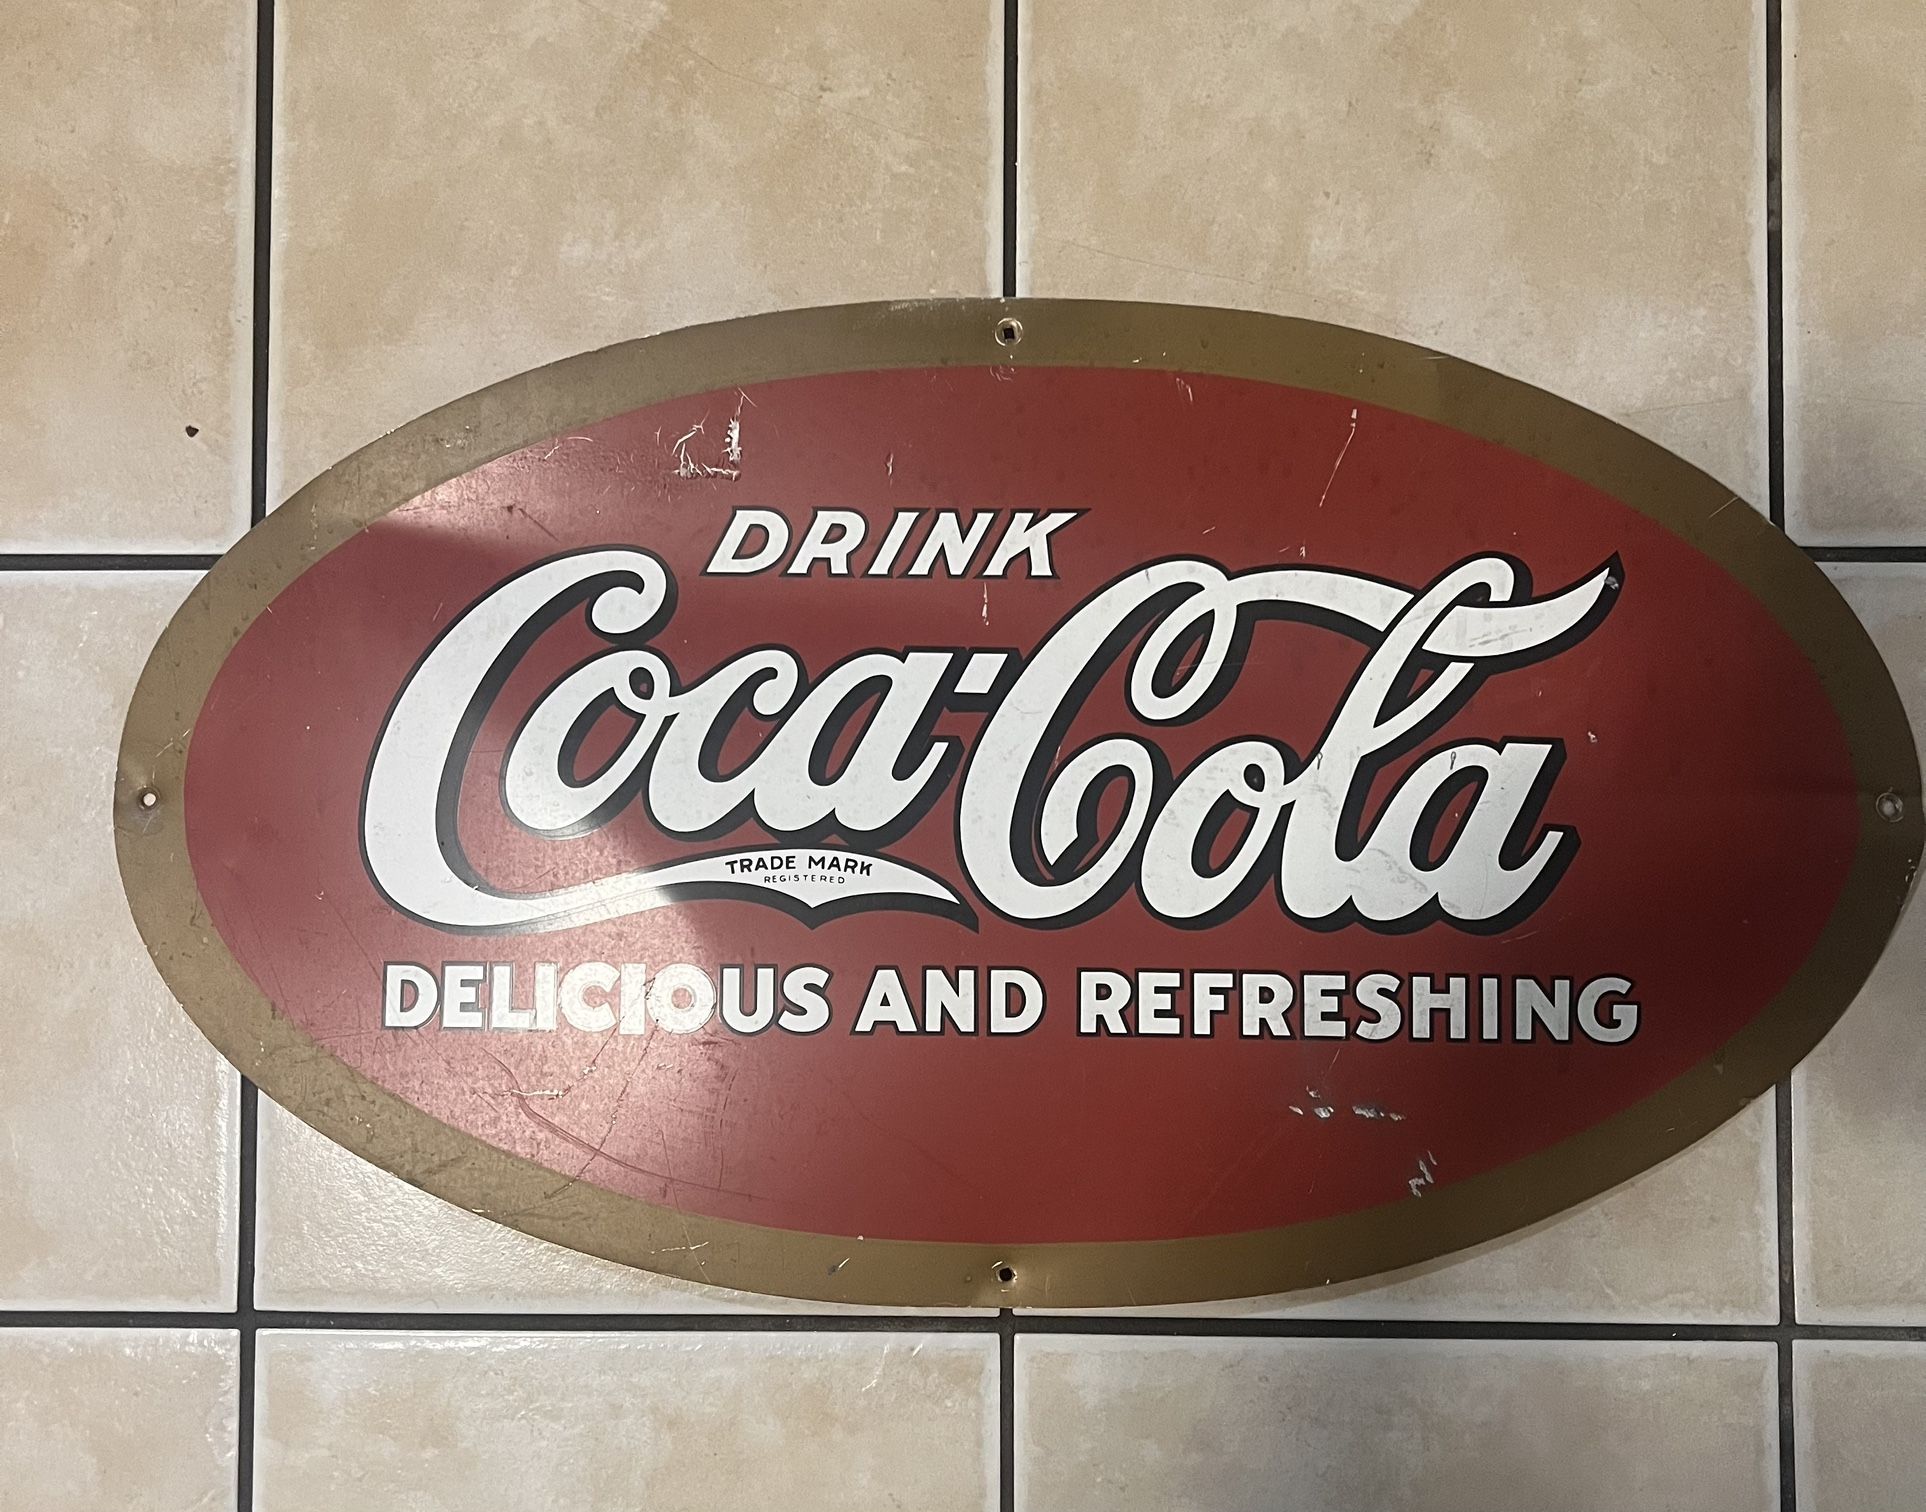 DRINK
Coca-Cola
TRADE MARK
REGISTERED
DELICIOUS AND REFRESHING